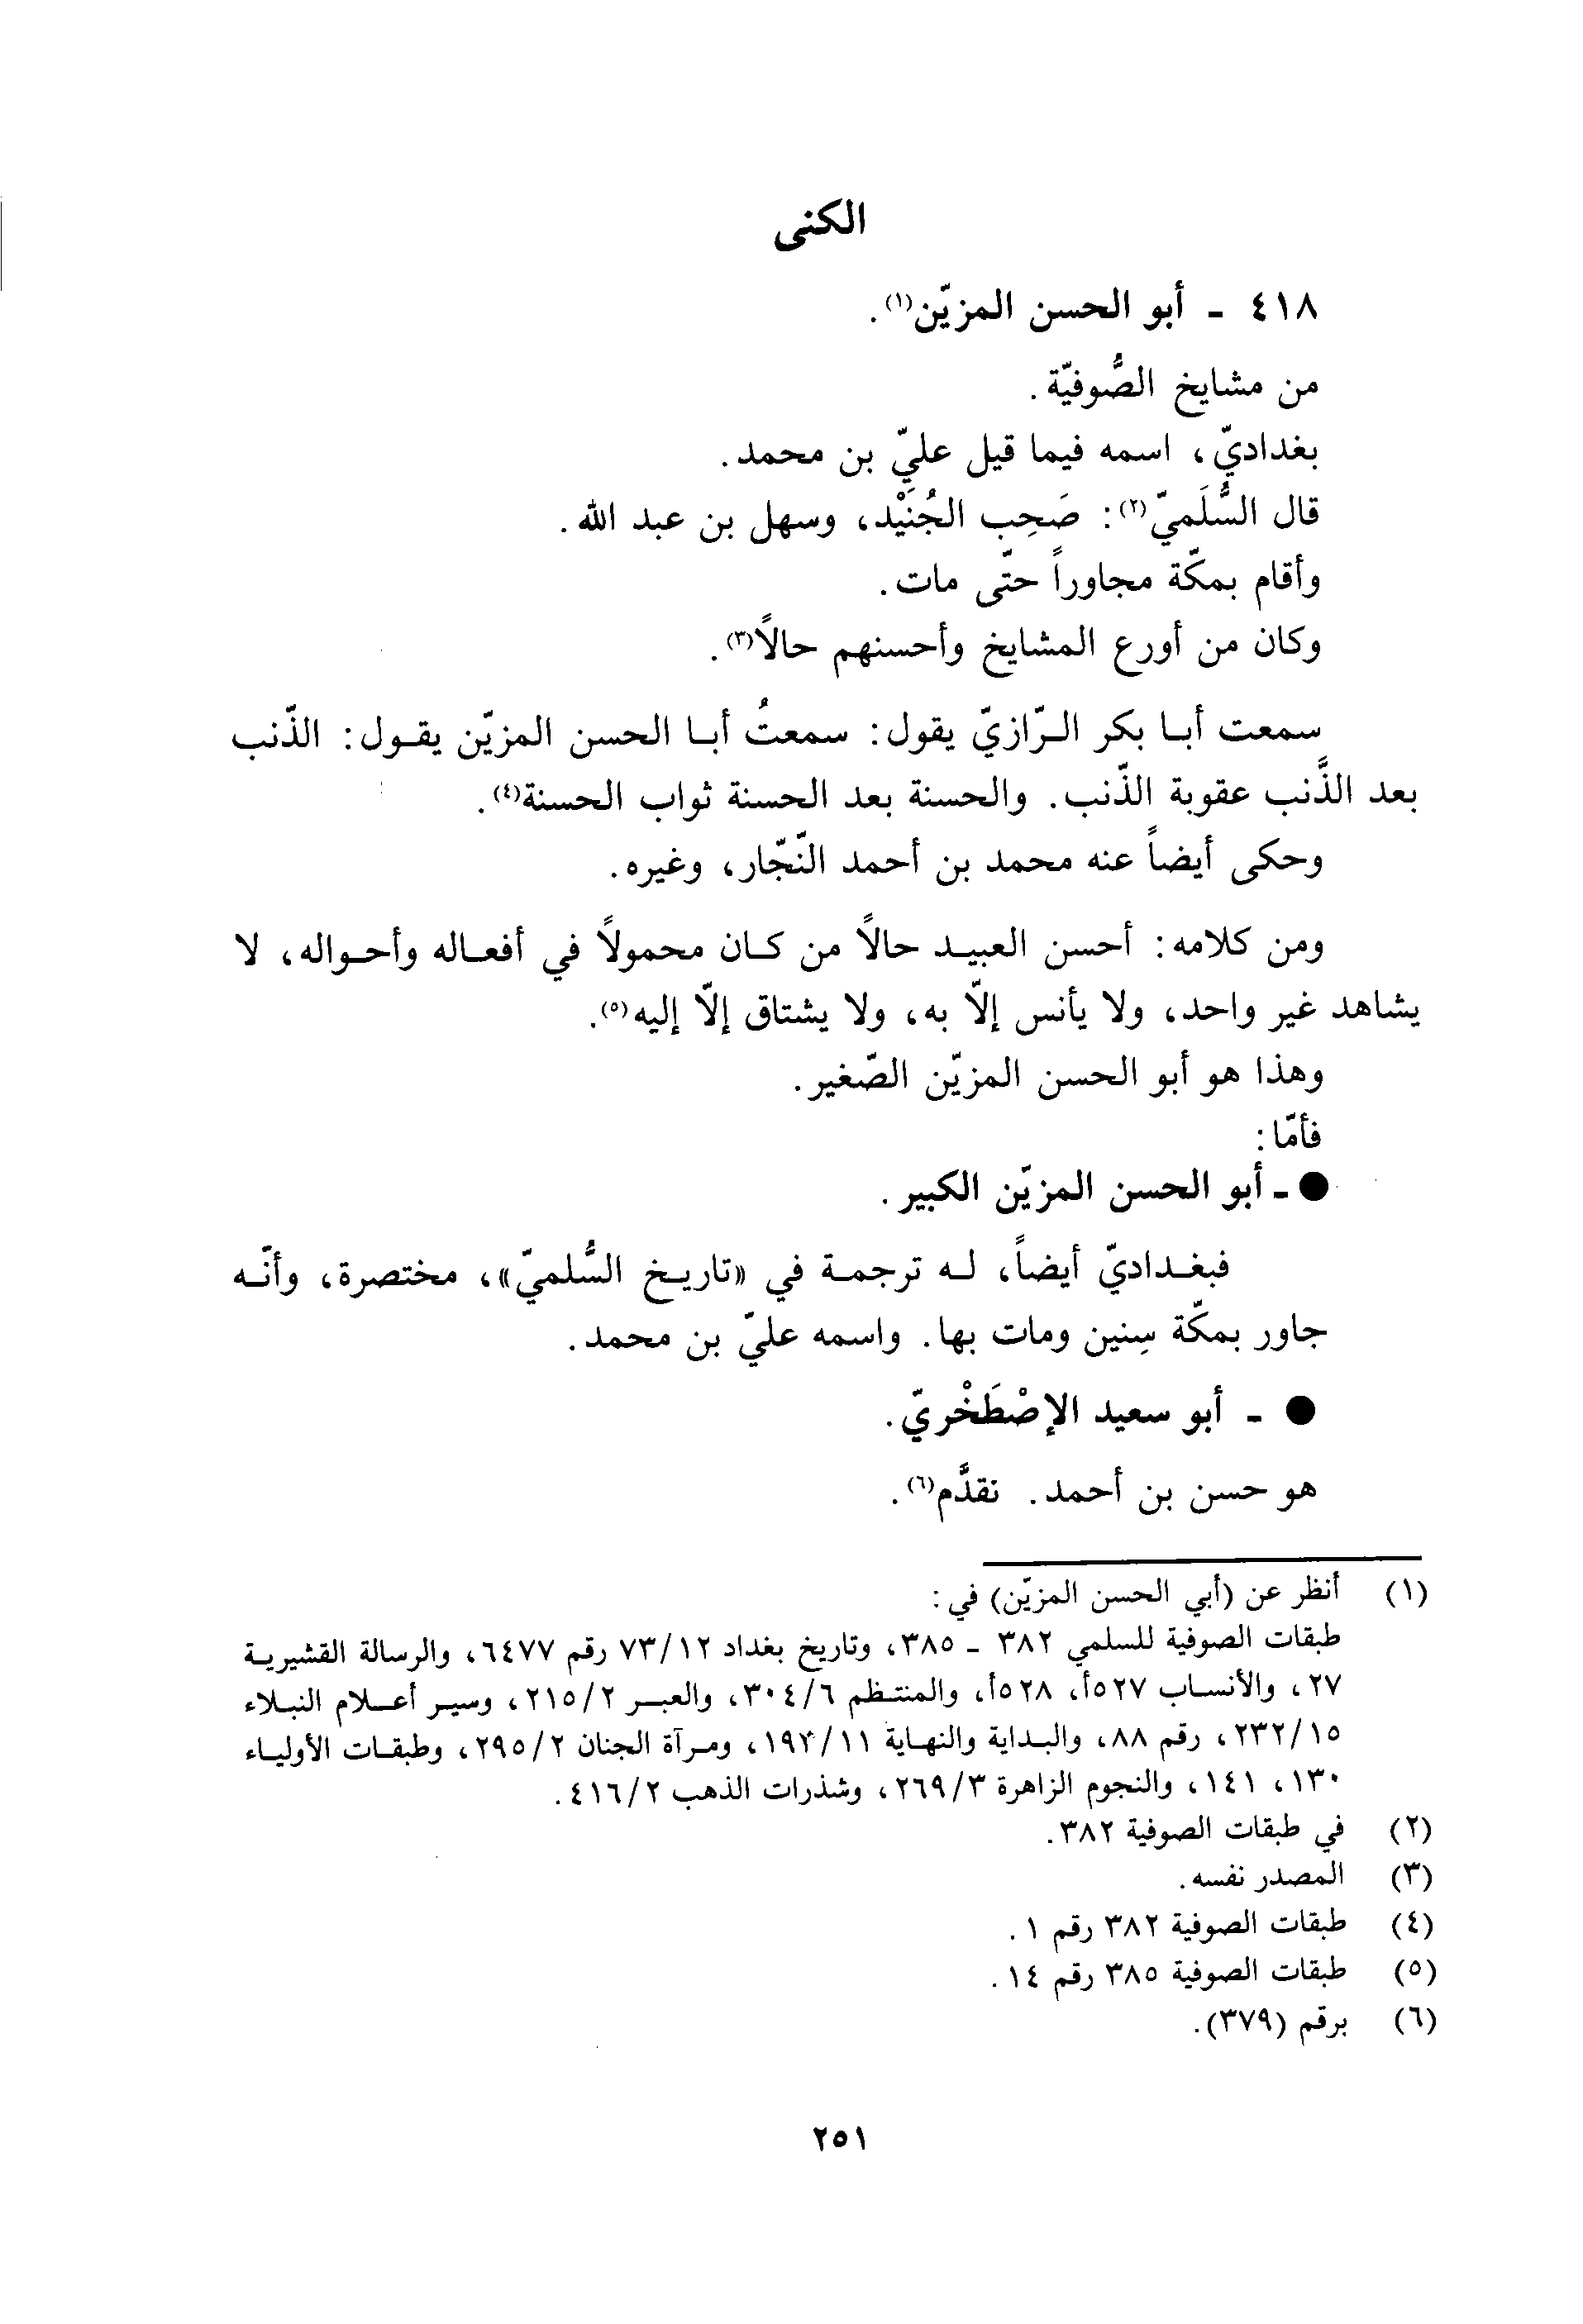 الكنى
٤١٨ - أبو الحسن المزيّن(١).
من مشايخ الصُّوفيّة.
بغداديّ، اسمه فيما قيل عليّ بن محمد.
قال السُّلَميّ(٢): صَحِب الجُنَيْد، وسهل بن عبد الله.
وأقام بمكّة مجاوراً حتّى مات.
وكان من أورع المشايخ وأحسنهم حالاً(٣).
سمعت أبا بكر الرّازيّ يقول: سمعتُ أبا الحسن المزيّن يقول: الذّنب
بعد الذَّنب عقوبة الذّنب. والحسنة بعد الحسنة ثواب الحسنة(٤).
وحكى أيضاً عنه محمد بن أحمد النّجّار، وغيره.
ومن كلامه: أحسن العبيد حالاً من كان محمولاً في أفعاله وأحواله، لا
يشاهد غير واحد، ولا يأنس إلّا به، ولا يشتاق إلّا إليه(٥).
وهذا هو أبو الحسن المزيّن الصّغير.
فأمّا:
● - أبو الحسن المزيّن الكبير.
فبغداديّ أيضاً، له ترجمة في «تاريخ السُّلميّ»، مختصرة، وأنّه
جاور بمكّة سِنين ومات بها. واسمه عليّ بن محمد.
● - أبو سعيد الإصْطَخْريّ.
هو حسن بن أحمد. نقدَّم(٦).
(١) أنظر عن (أبي الحسن المزيّن) في:
طبقات الصوفية للسلمي ٣٨٢ - ٣٨٥، وتاريخ بغداد ٧٣/١٢ رقم ٦٤٧٧، والرسالة القشيرية
٢٧، والأنساب ٥٢٧أ، ٥٢٨أ، والمنتظم ٣٠٤/٦، والعبر ٢١٥/٢، وسير أعلام النبلاء
٢٣٢/١٥، رقم ٨٨، والبداية والنهاية ١٩٣/١١، ومرآة الجنان ٢٩٥/٢، وطبقات الأولياء
١٣٠، ١٤١، والنجوم الزاهرة ٢٦٩/٣، وشذرات الذهب ٤١٦/٢.
(٢) في طبقات الصوفية ٣٨٢.
(٣) المصدر نفسه.
(٤) طبقات الصوفية ٣٨٢ رقم ١.
(٥) طبقات الصوفية ٣٨٥ رقم ١٤.
(٦) برقم (٣٧٩).
٢٥١